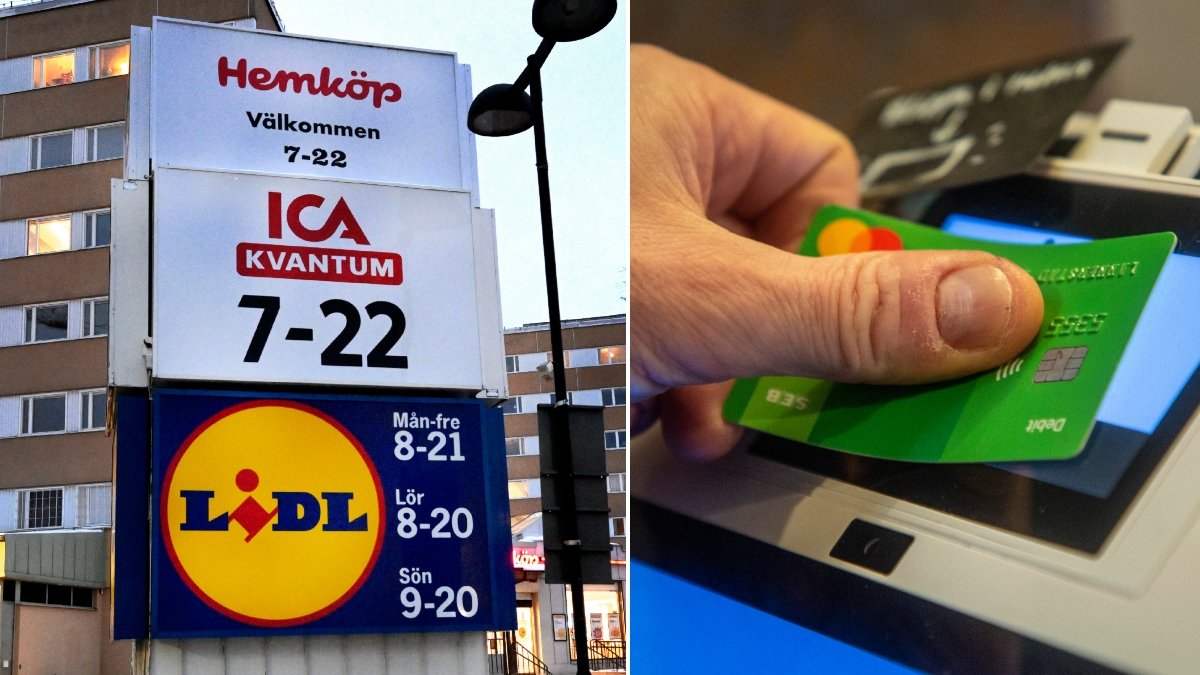 Hemköp
Välkommen
7-22
ICA
KVANTUM
7-22
LIDL
Mån-fre
8-21
Lör
8-20
Sön
9-20
SEB
Debit